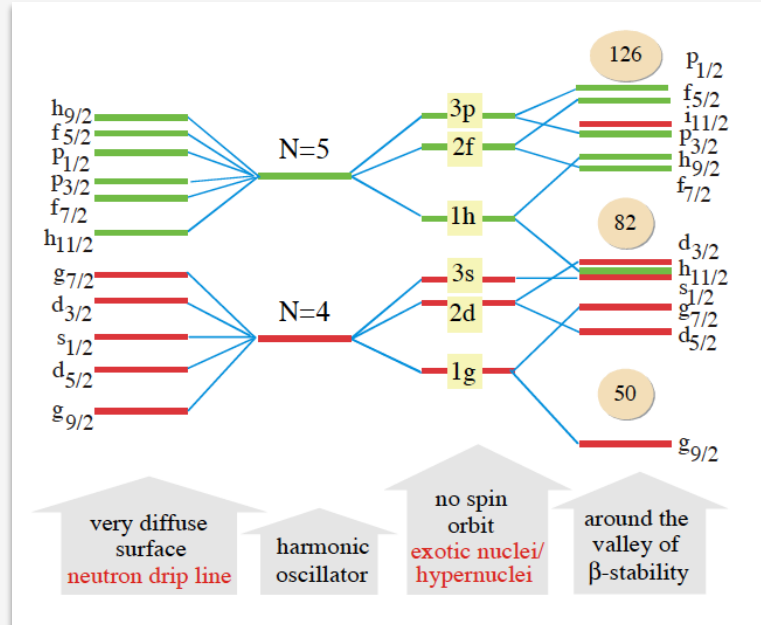 h9/2
f5/2
p1/2
p3/2
f7/2
h11/2
g7/2
d3/2
s1/2
d5/2
g9/2
N=5
N=4
3p
2f
1h
3s
2d
1g
126
82
50
p1/2
f5/2
i11/2
p3/2
h9/2
f7/2
d3/2
h11/2
s1/2
g7/2
d5/2
g9/2
very diffuse
surface
neutron drip line
harmonic
oscillator
no spin
orbit
exotic nuclei/
hypernuclei
around the
valley of
β-stability